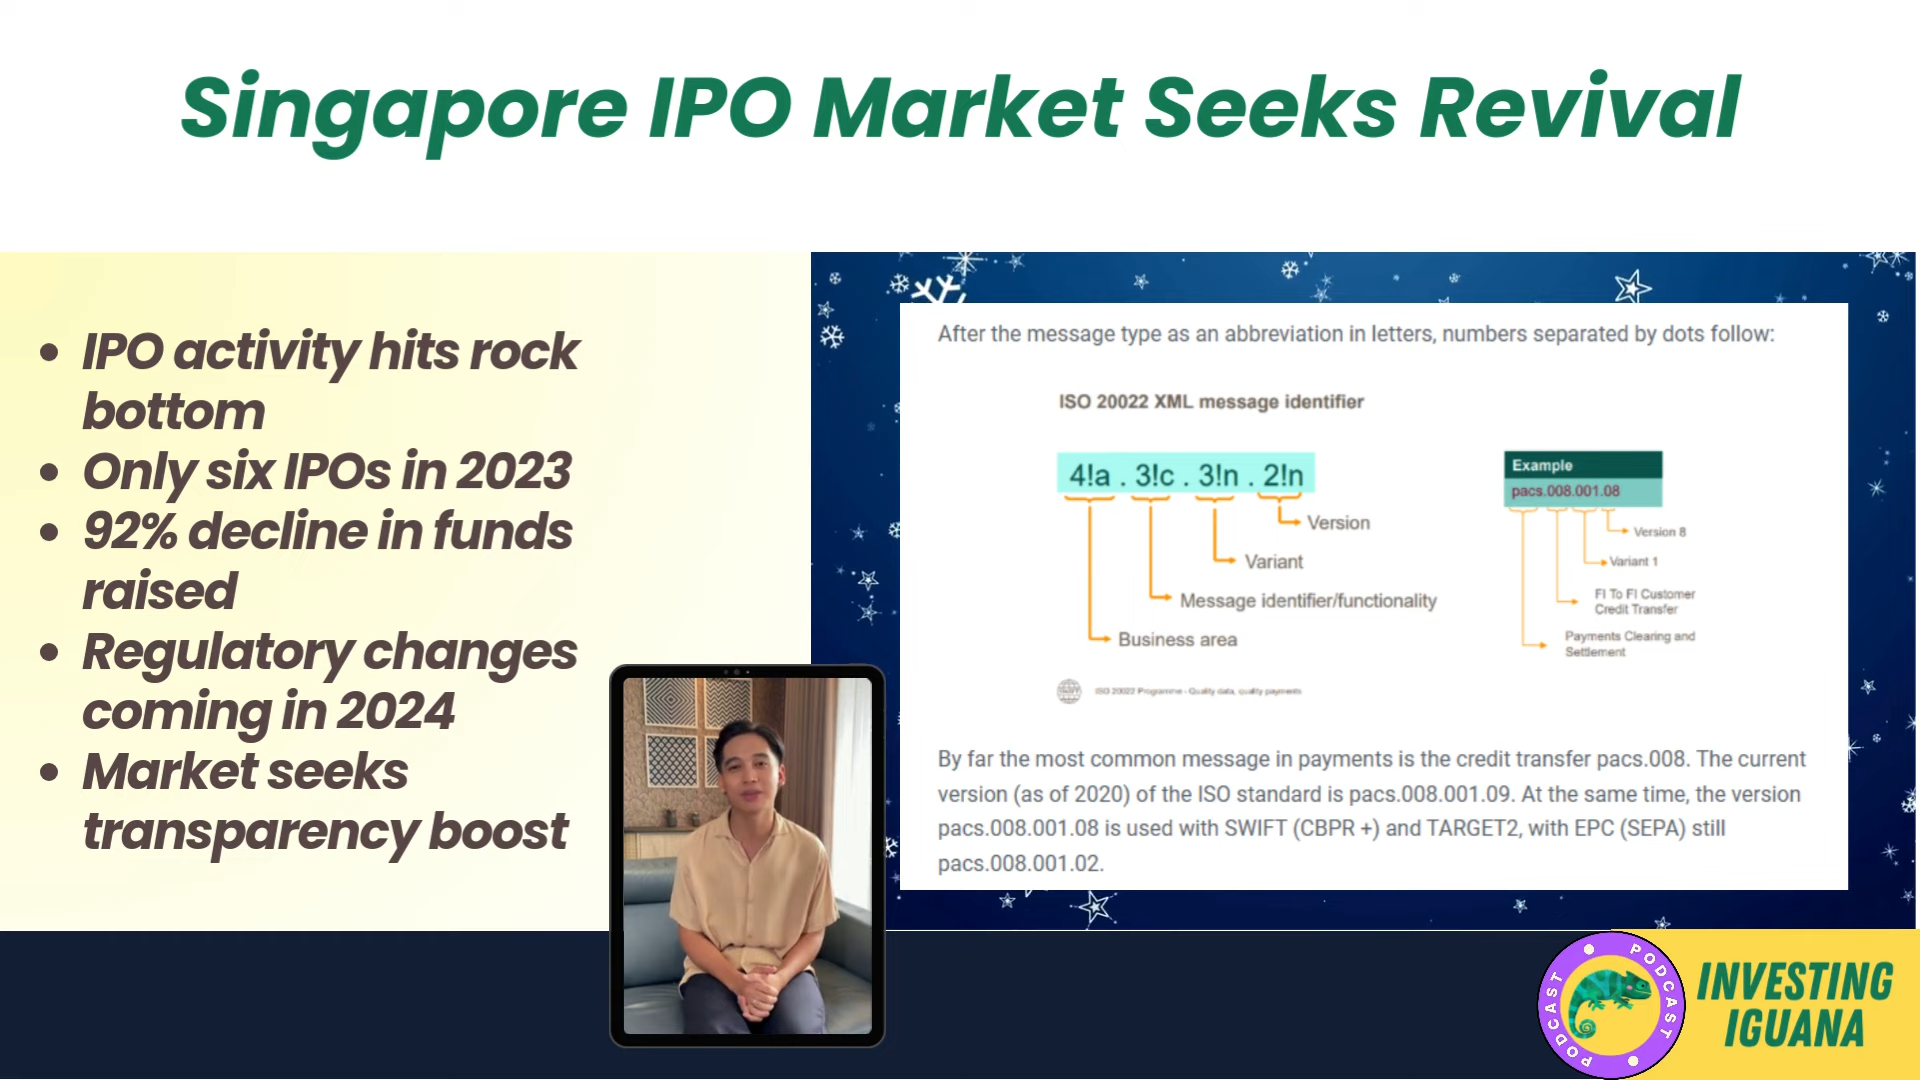 Singapore IPO Market Seeks Revival
• IPO activity hits rock
bottom
• Only six IPOs in 2023
• 92% decline in funds
raised
• Regulatory changes
coming in 2024
• Market seeks
transparency boost
After the message type as an abbreviation in letters, numbers separated by dots follow:
ISO 20022 XML message identifier
4!a . 3!c . 3!n . 2!n
Version
Variant
Message identifier/functionality
Business area
Example
pacs.008.001.08
Version 8
Variant 1
FI To FI Customer
Credit Transfer
Payments Clearing and
Settlement
ISO 20022 Programme - Quality data, quality payments
By far the most common message in payments is the credit transfer pacs.008. The current
version (as of 2020) of the ISO standard is pacs.008.001.09. At the same time, the version
pacs.008.001.08 is used with SWIFT (CBPR +) and TARGET2, with EPC (SEPA) still
pacs.008.001.02.
PODCAST
PODCAST
PODCAST
INVESTING
IGUANA